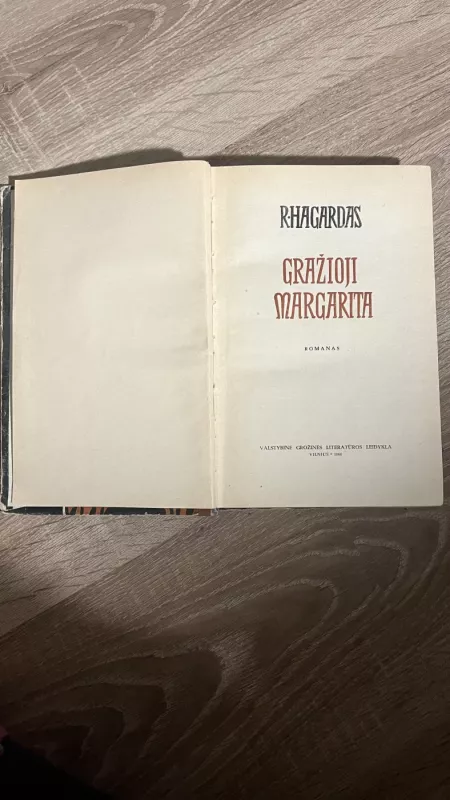 R·HAGARDAS
GRAŽIOJI
MARGARITA
ROMANAS
VALSTYBINĖ GROŽINĖS LITERATŪROS LEIDYKLA
VILNIUS •